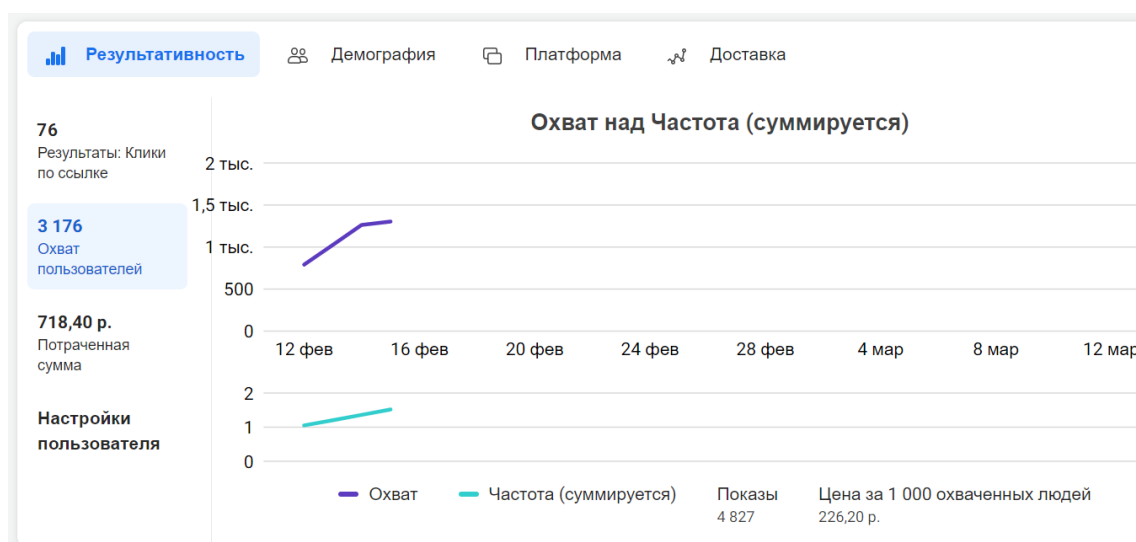 Результативность
Демография
Платформа
Доставка
76
Результаты: Клики
по ссылке
3 176
Охват
пользователей
718,40 р.
Потраченная
сумма
Настройки
пользователя
Охват над Частота (суммируется)
2 тыс.
1,5 тыс.
1 тыс.
500
0
12 фев 16 фев 20 фев 24 фев 28 фев 4 мар 8 мар 12 мар
2
1
0
Охват
Частота (суммируется)
Показы
4 827
Цена за 1 000 охваченных людей
226,20 р.